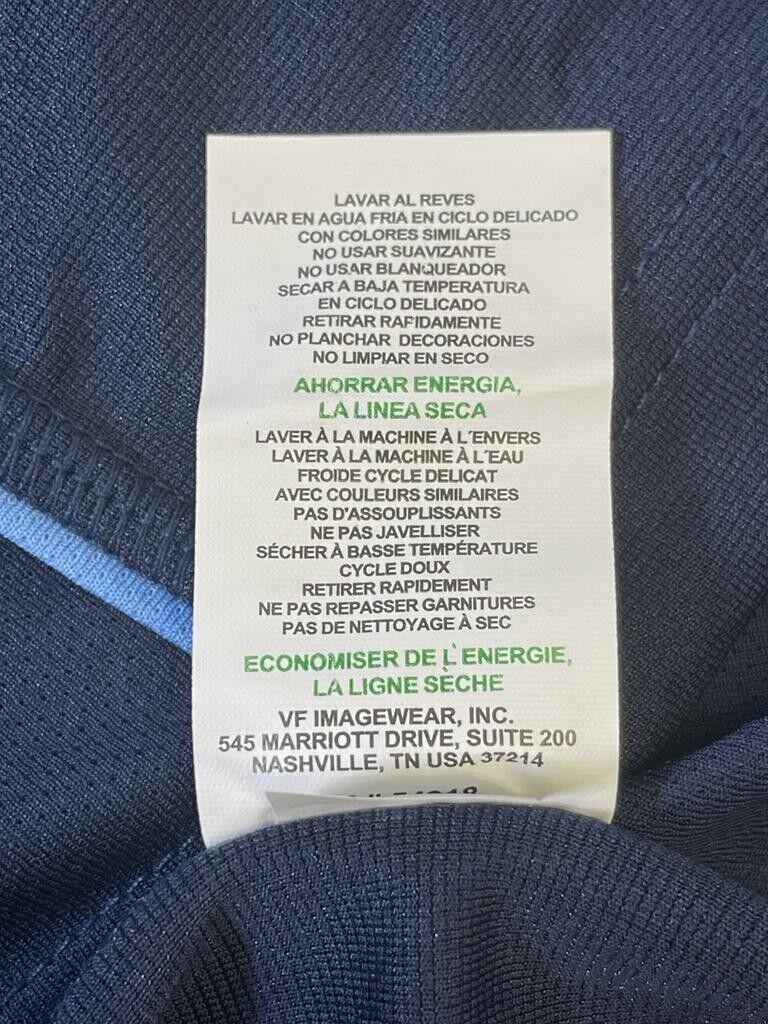 LAVAR AL REVES
LAVAR EN AGUA FRIA EN CICLO DELICADO
CON COLORES SIMILARES
NO USAR SUAVIZANTE
NO USAR BLANQUEADOR
SECAR A BAJA TEMPERATURA
EN CICLO DELICADO
RETIRAR RAPIDAMENTE
NO PLANCHAR DECORACIONES
NO LIMPIAR EN SECO
AHORRAR ENERGIA,
LA LINEA SECA
LAVER À LA MACHINE À L'ENVERS
LAVER À LA MACHINE À L'EAU
FROIDE CYCLE DELICAT
AVEC COULEURS SIMILAIRES
PAS D'ASSOUPLISSANTS
NE PAS JAVELLISER
SÉCHER À BASSE TEMPÉRATURE
CYCLE DOUX
RETIRER RAPIDEMENT
NE PAS REPASSER GARNITURES
PAS DE NETTOYAGE À SEC
ECONOMISER DE L'ENERGIE,
LA LIGNE SÈCHE
VF IMAGEWEAR, INC.
545 MARRIOTT DRIVE, SUITE 200
NASHVILLE, TN USA 37214